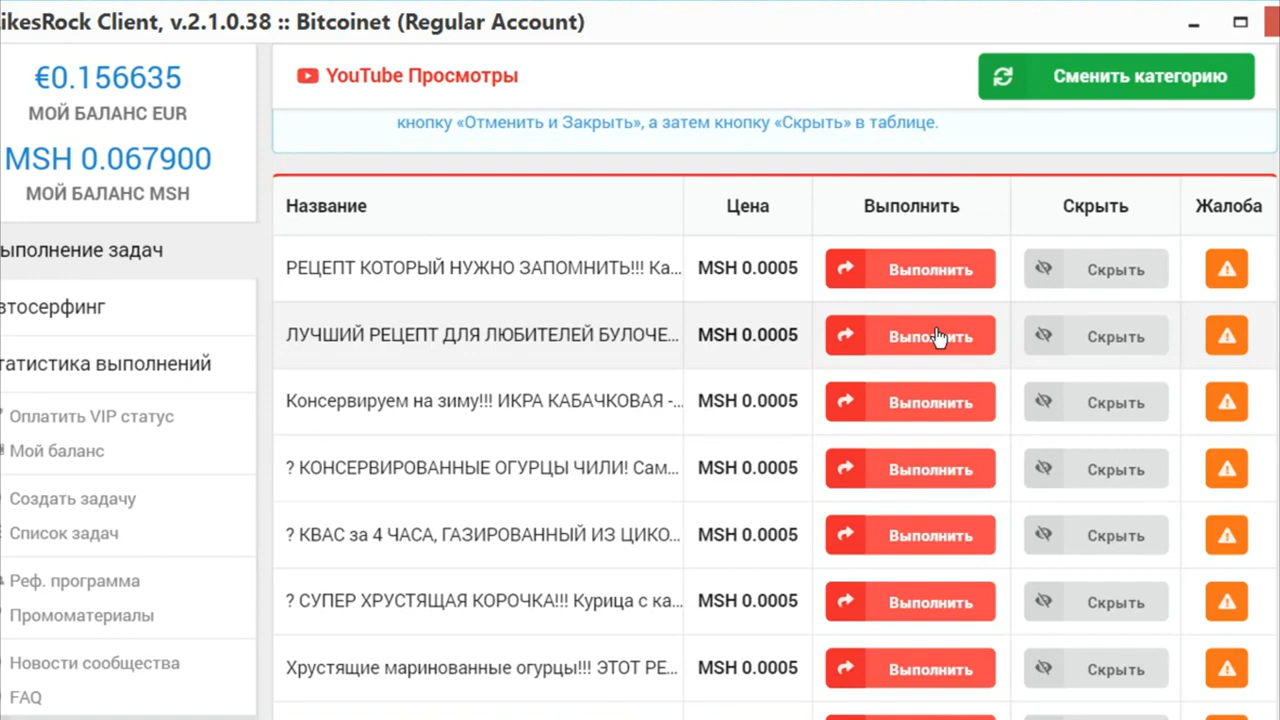 ikesRock Client, v.2.1.0.38 :: Bitcoinet (Regular Account)
€0.156635
МОЙ БАЛАНС EUR
MSH 0.067900
МОЙ БАЛАНС MSH
ыполнение задач
втосерфинг
татистика выполнений
Оплатить VIP статус
Мой баланс
Создать задачу
Список задач
Реф. программа
Промоматериалы
Новости сообщества
FAQ
YouTube Просмотры
Сменить категорию
кнопку «Отменить и Закрыть», а затем кнопку «Скрыть» в таблице.
Название Цена Выполнить Скрыть Жалоба
РЕЦЕПТ КОТОРЫЙ НУЖНО ЗАПОМНИТЬ!!! Ка... MSH 0.0005 Выполнить Скрыть
ЛУЧШИЙ РЕЦЕПТ ДЛЯ ЛЮБИТЕЛЕЙ БУЛОЧЕ... MSH 0.0005 Выполнить Скрыть
Консервируем на зиму!!! ИКРА КАБАЧКОВАЯ -... MSH 0.0005 Выполнить Скрыть
? КОНСЕРВИРОВАННЫЕ ОГУРЦЫ ЧИЛИ! Сам... MSH 0.0005 Выполнить Скрыть
? КВАС за 4 ЧАСА, ГАЗИРОВАННЫЙ ИЗ ЦИКО... MSH 0.0005 Выполнить Скрыть
? СУПЕР ХРУСТЯЩАЯ КОРОЧКА!!! Курица с ка... MSH 0.0005 Выполнить Скрыть
Хрустящие маринованные огурцы!!! ЭТОТ РЕ... MSH 0.0005 Выполнить Скрыть